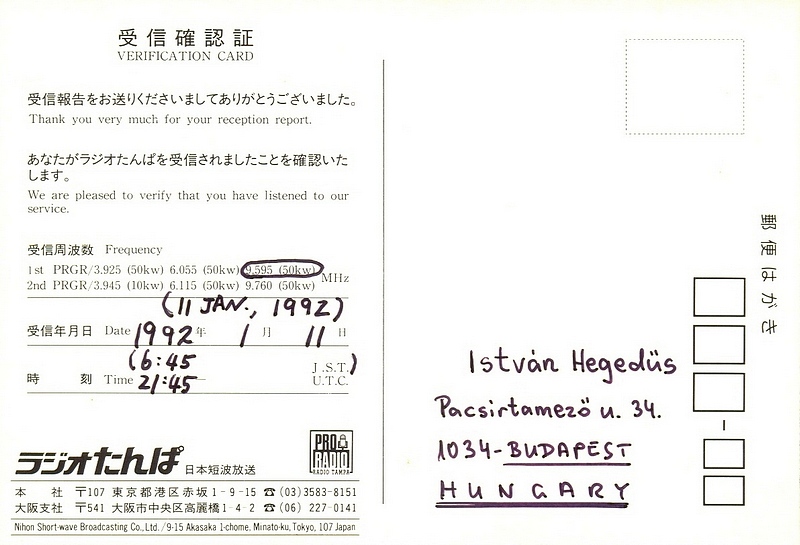 受信確認証
VERIFICATION CARD
受信報告をお送りくださいましてありがとうございました。
Thank you very much for your reception report.
あなたがラジオたんぱを受信されましたことを確認いた
します。
We are pleased to verify that you have listened to our
service.
受信周波数 Frequency
1st PRGR/3.925 (50kw) 6.055 (50kw) 9.595 (50kw) MHz
2nd PRGR/3.945 (10kw) 6.115 (50kw) 9.760 (50kw)
(11 JAN., 1992)
受信年月日 Date 1992年 1月 11日
(6:45 J.S.T.)
時刻 Time 21:45 U.T.C.
ラジオたんぱ 日本短波放送
PRO RADIO
RADIO TAMPA
本社 〒107 東京都港区赤坂1-9-15 ☎(03)3583-8151
大阪支社 〒541 大阪市中央区高麗橋1-4-2 ☎(06) 227-0141
Nihon Short-wave Broadcasting Co., Ltd./9-15 Akasaka 1-chome. Minato-ku, Tokyo, 107 Japan
郵便はがき
István Hegedűs
Pacsirtamező u. 34.
1034-BUDAPEST
HUNGARY